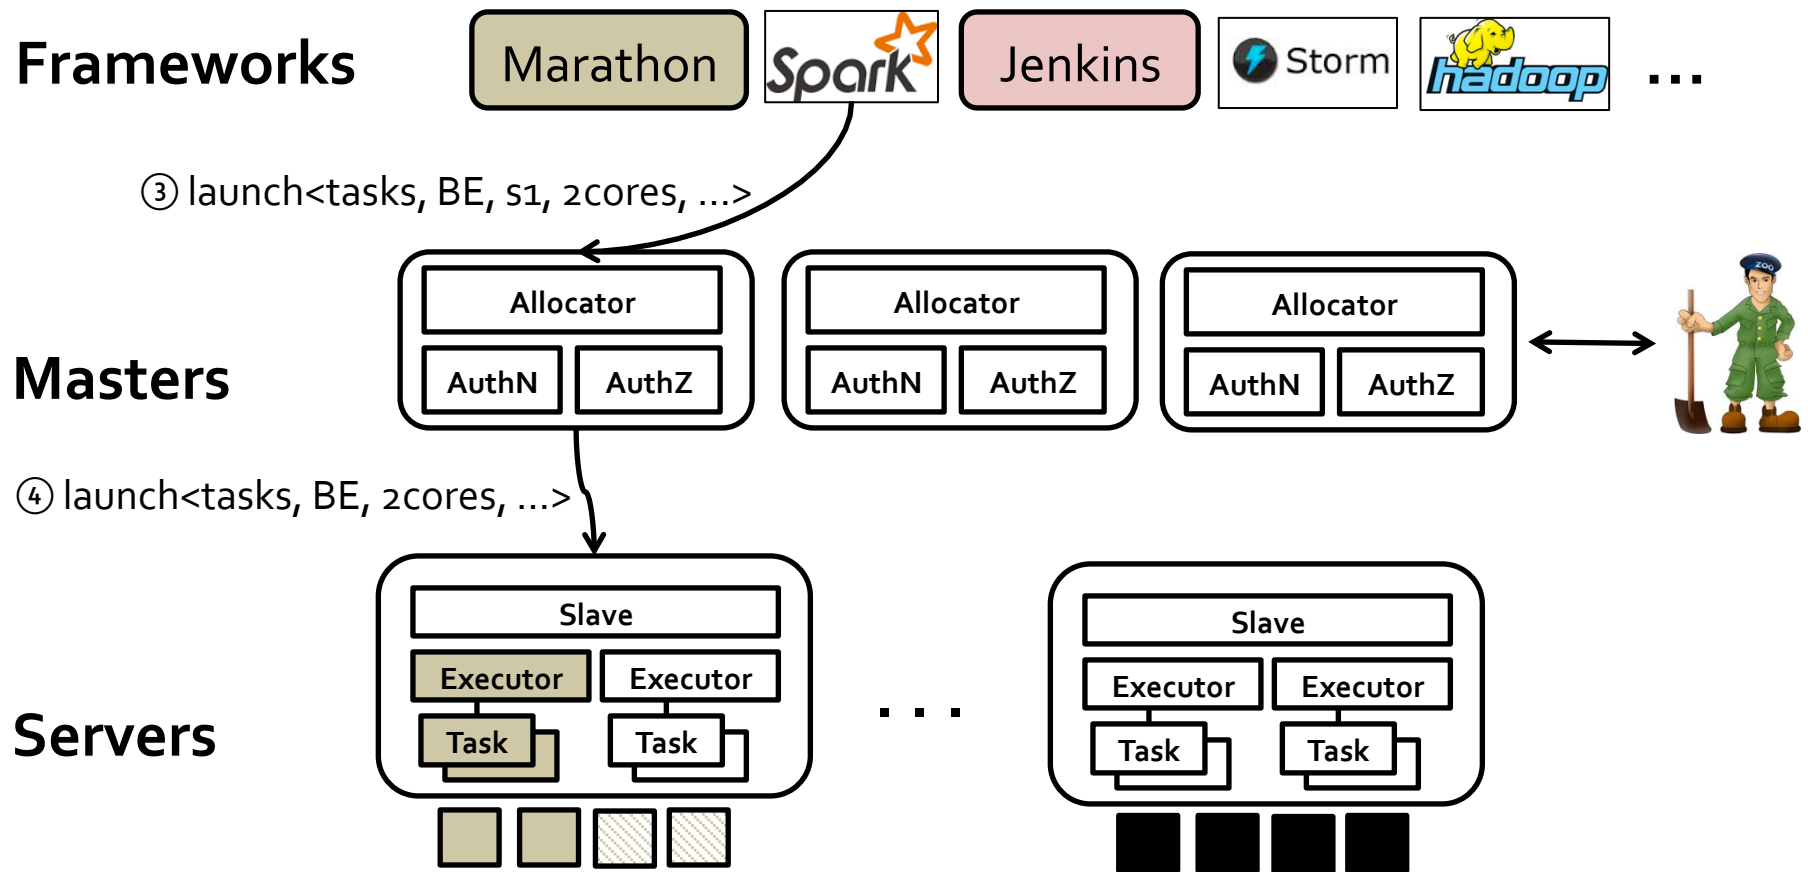 Frameworks
Marathon
Spark
Jenkins
Storm
hadoop
...
③ launch<tasks, BE, s1, 2cores, ...>
Masters
Allocator
AuthN
AuthZ
Allocator
AuthN
AuthZ
Allocator
AuthN
AuthZ
ZOO
④ launch<tasks, BE, 2cores, ...>
Servers
Slave
Executor
Executor
Task
Task
...
Slave
Executor
Executor
Task
Task